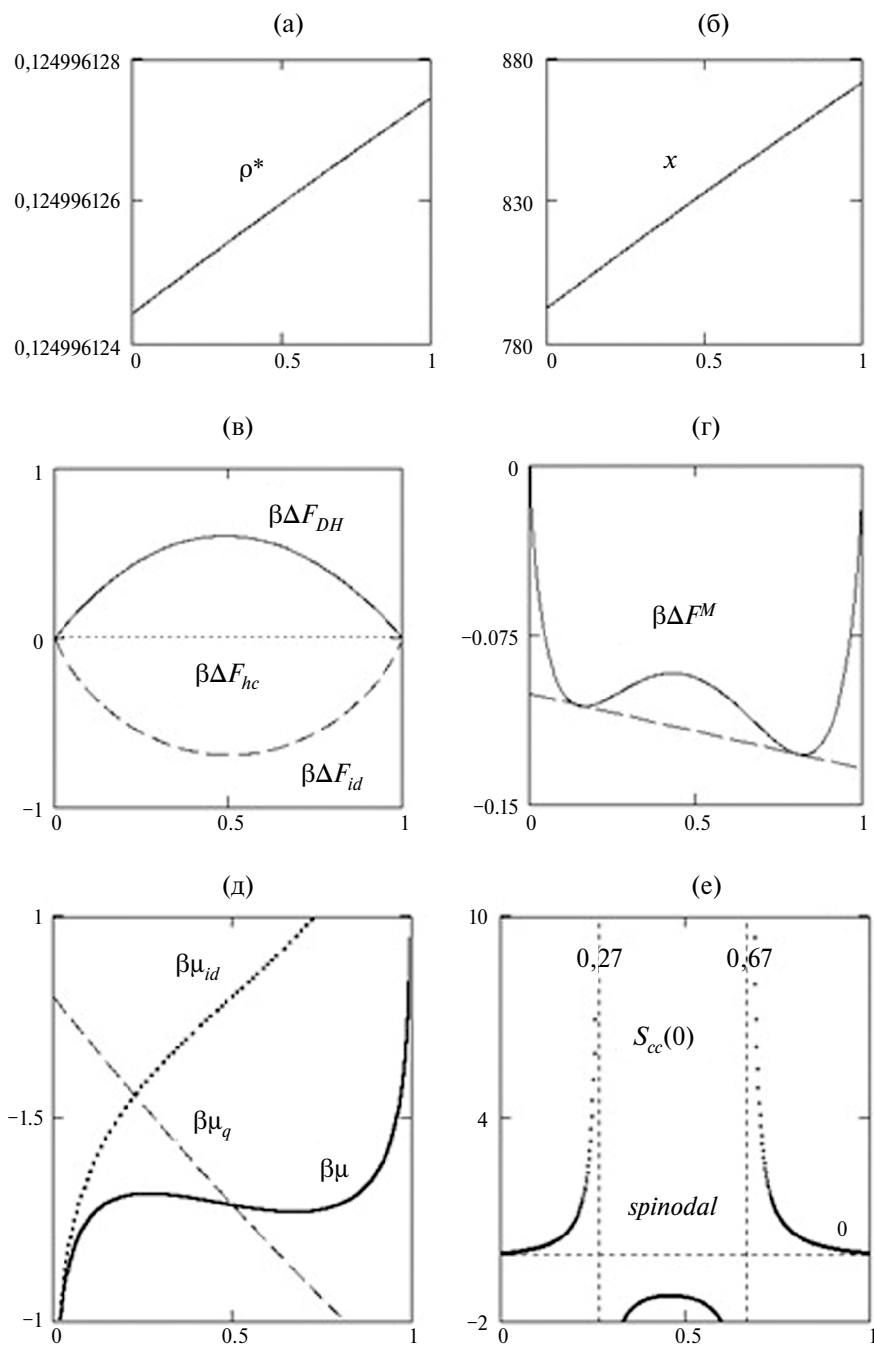 (а)
(б)
0,124996128
0,124996126
0,124996124
ρ*
0
0.5
1
880
830
780
x
0
0.5
1
(в)
(г)
1
0
−1
βΔF_DH
βΔF_hc
βΔF_id
0
0.5
1
0
−0.075
−0.15
βΔF^M
0
0.5
1
(д)
(е)
1
−1.5
−1
βμ_id
βμ_q
βμ
0
0.5
1
10
4
−2
0,27
0,67
S_cc(0)
spinodal
0
0
0.5
1